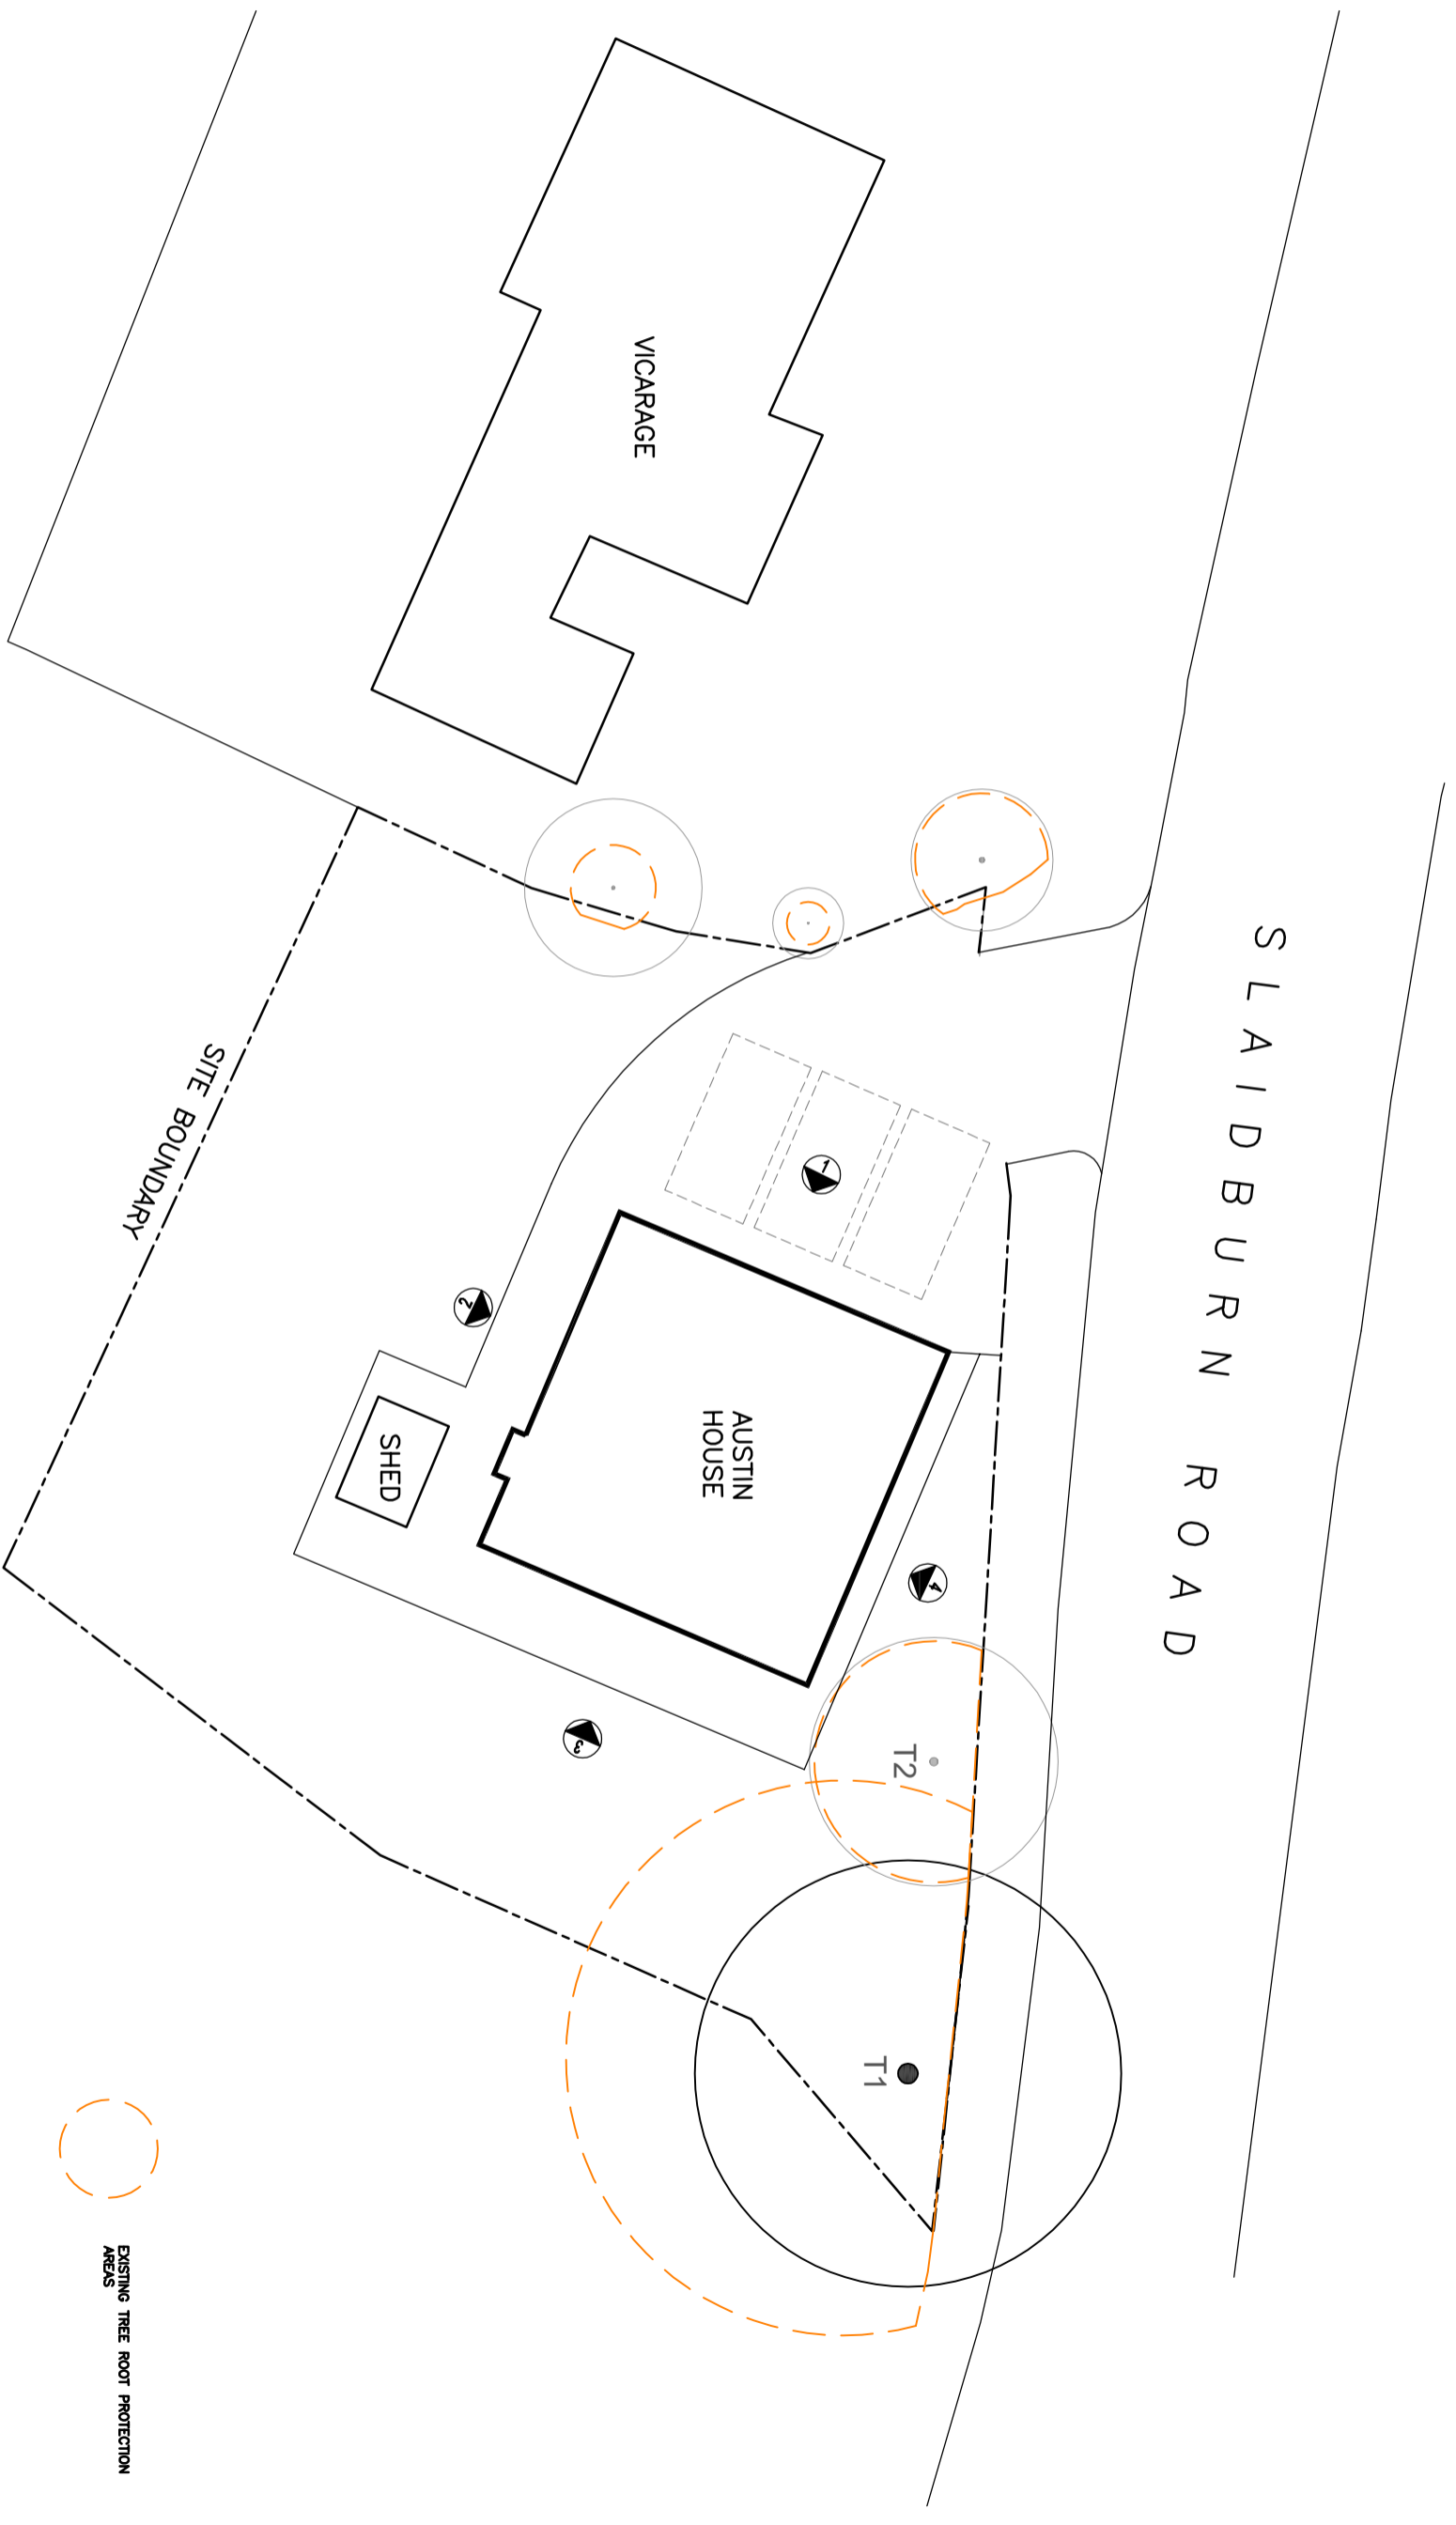 SLAIDBURN ROAD
VICARAGE
1
AUSTIN
HOUSE
4
2
SHED
SITE BOUNDARY
3
T2
T1
EXISTING TREE ROOT PROTECTION
AREAS